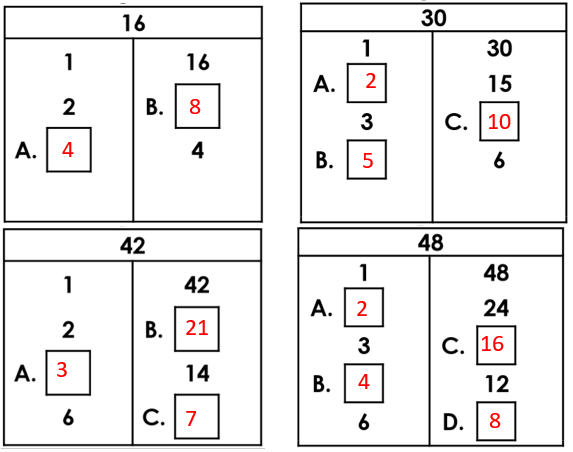 16
1 16
2 B. 8
A. 4 4
30
1 30
A. 2 15
3 C. 10
B. 5 6
42
1 42
2 B. 21
A. 3 14
6 C. 7
48
1 48
A. 2 24
3 C. 16
B. 4 12
6 D. 8